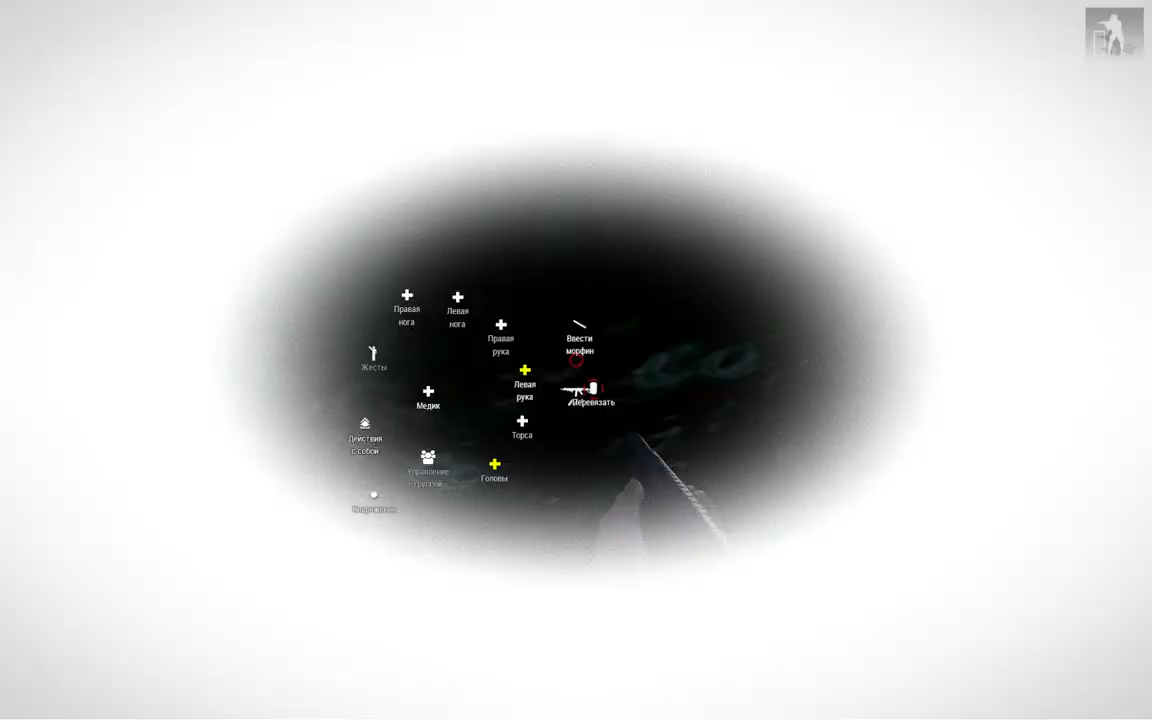 Правая
нога
Левая
нога
Правая
рука
Ввести
морфин
Жесты
Левая
рука
Медик
Перевязать
Торса
Действия
с собой
Управление
группой
Головы
Снаряжение